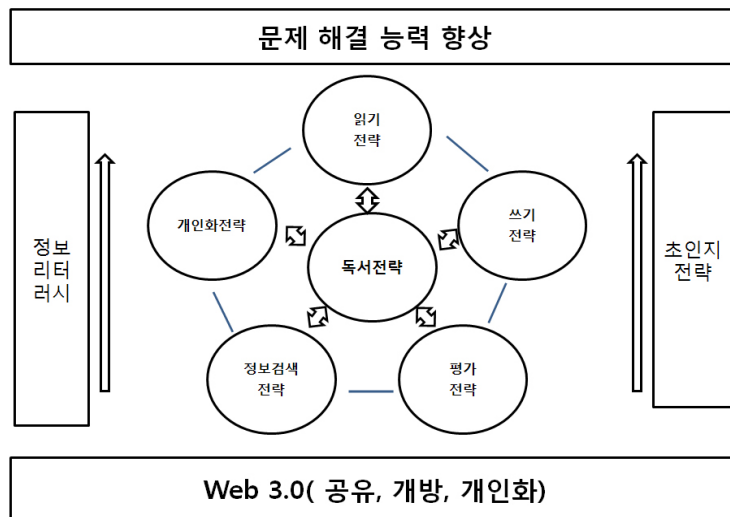 문제 해결 능력 향상
읽기
전략
개인화전략
쓰기
전략
독서전략
정보
리터
러시
초인지
전략
정보검색
전략
평가
전략
Web 3.0( 공유, 개방, 개인화)